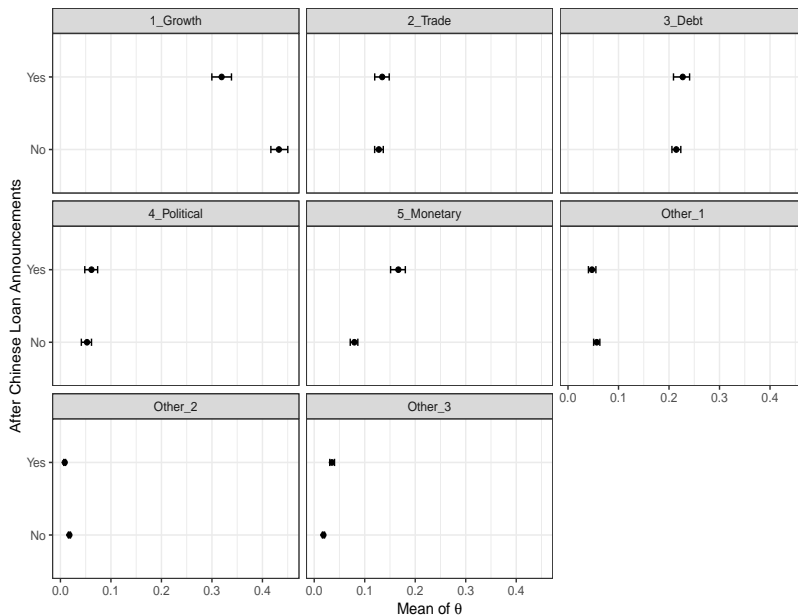 1_Growth 2_Trade 3_Debt
Yes
No
4_Political 5_Monetary Other_1
Yes
No
0.0 0.1 0.2 0.3 0.4
Other_2 Other_3
Yes
No
0.0 0.1 0.2 0.3 0.4 0.0 0.1 0.2 0.3 0.4
Mean of θ
After Chinese Loan Announcements